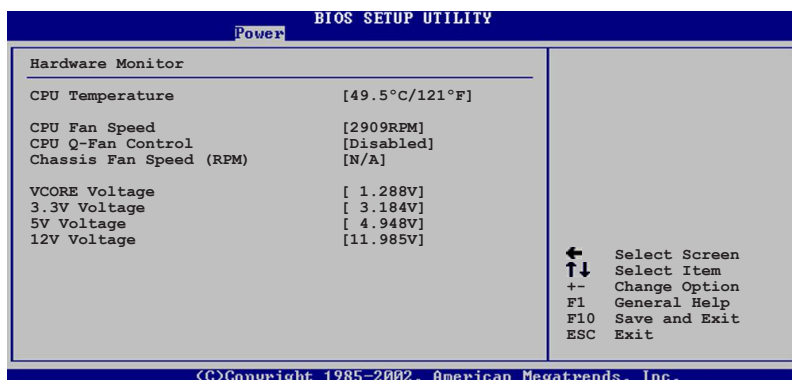 BIOS SETUP UTILITY
Power
Hardware Monitor
CPU Temperature [49.5°C/121°F]
CPU Fan Speed [2909RPM]
CPU Q-Fan Control [Disabled]
Chassis Fan Speed (RPM) [N/A]
VCORE Voltage [ 1.288V]
3.3V Voltage [ 3.184V]
5V Voltage [ 4.948V]
12V Voltage [11.985V]
← Select Screen
↑↓ Select Item
+- Change Option
F1 General Help
F10 Save and Exit
ESC Exit
(C)Copyright 1985-2002, American Megatrends, Inc.